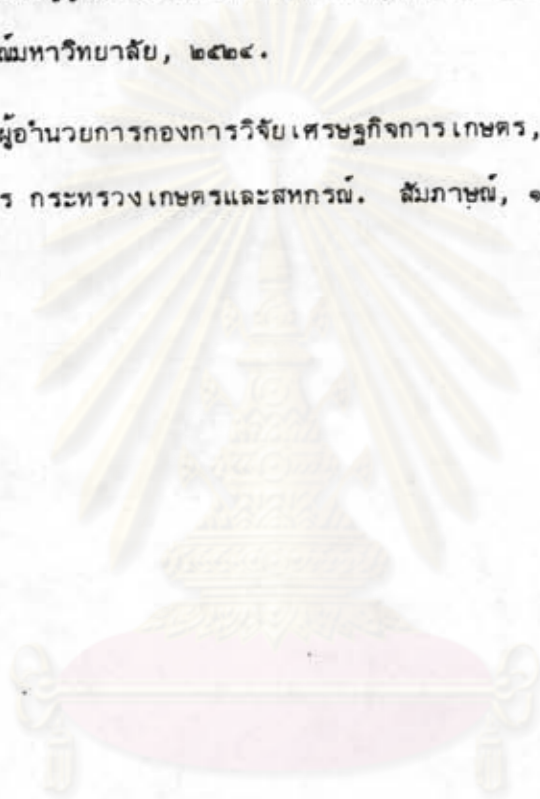 ณ์มหาวิทยาลัย, ๒๕๒๔.
ผู้อำนวยการกองการวิจัยเศรษฐกิจการเกษตร,
ร กระทรวงเกษตรและสหกรณ์. สัมภาษณ์, ๑